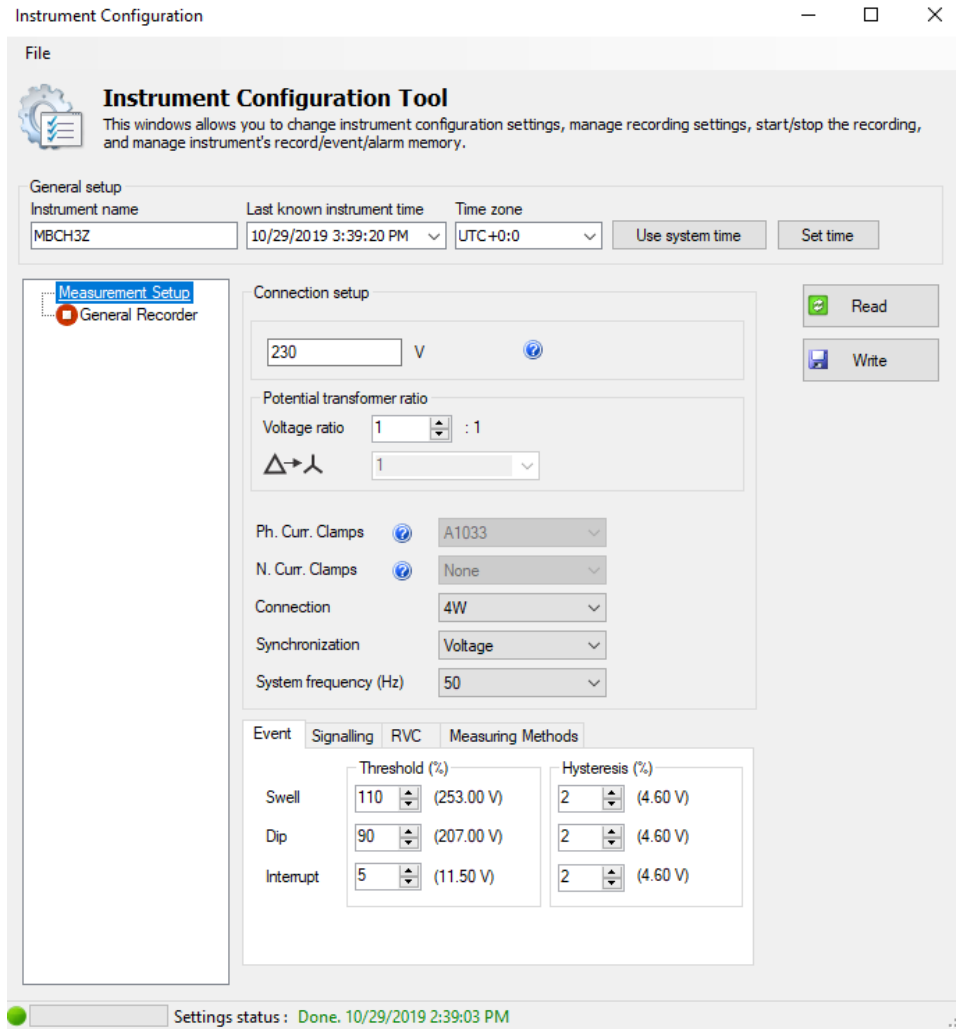 Instrument Configuration
File
Instrument Configuration Tool
This windows allows you to change instrument configuration settings, manage recording settings, start/stop the recording,
and manage instrument's record/event/alarm memory.
General setup
Instrument name Last known instrument time Time zone
MBCH3Z 10/29/2019 3:39:20 PM UTC+0:0 Use system time Set time
Measurement Setup
General Recorder
Connection setup
230 V
Potential transformer ratio
Voltage ratio 1 : 1
1
Ph. Curr. Clamps A1033
N. Curr. Clamps None
Connection 4W
Synchronization Voltage
System frequency (Hz) 50
Read
Write
Event Signalling RVC Measuring Methods
Threshold (%) Hysteresis (%)
Swell 110 (253.00 V) 2 (4.60 V)
Dip 90 (207.00 V) 2 (4.60 V)
Interrupt 5 (11.50 V) 2 (4.60 V)
Settings status : Done. 10/29/2019 2:39:03 PM